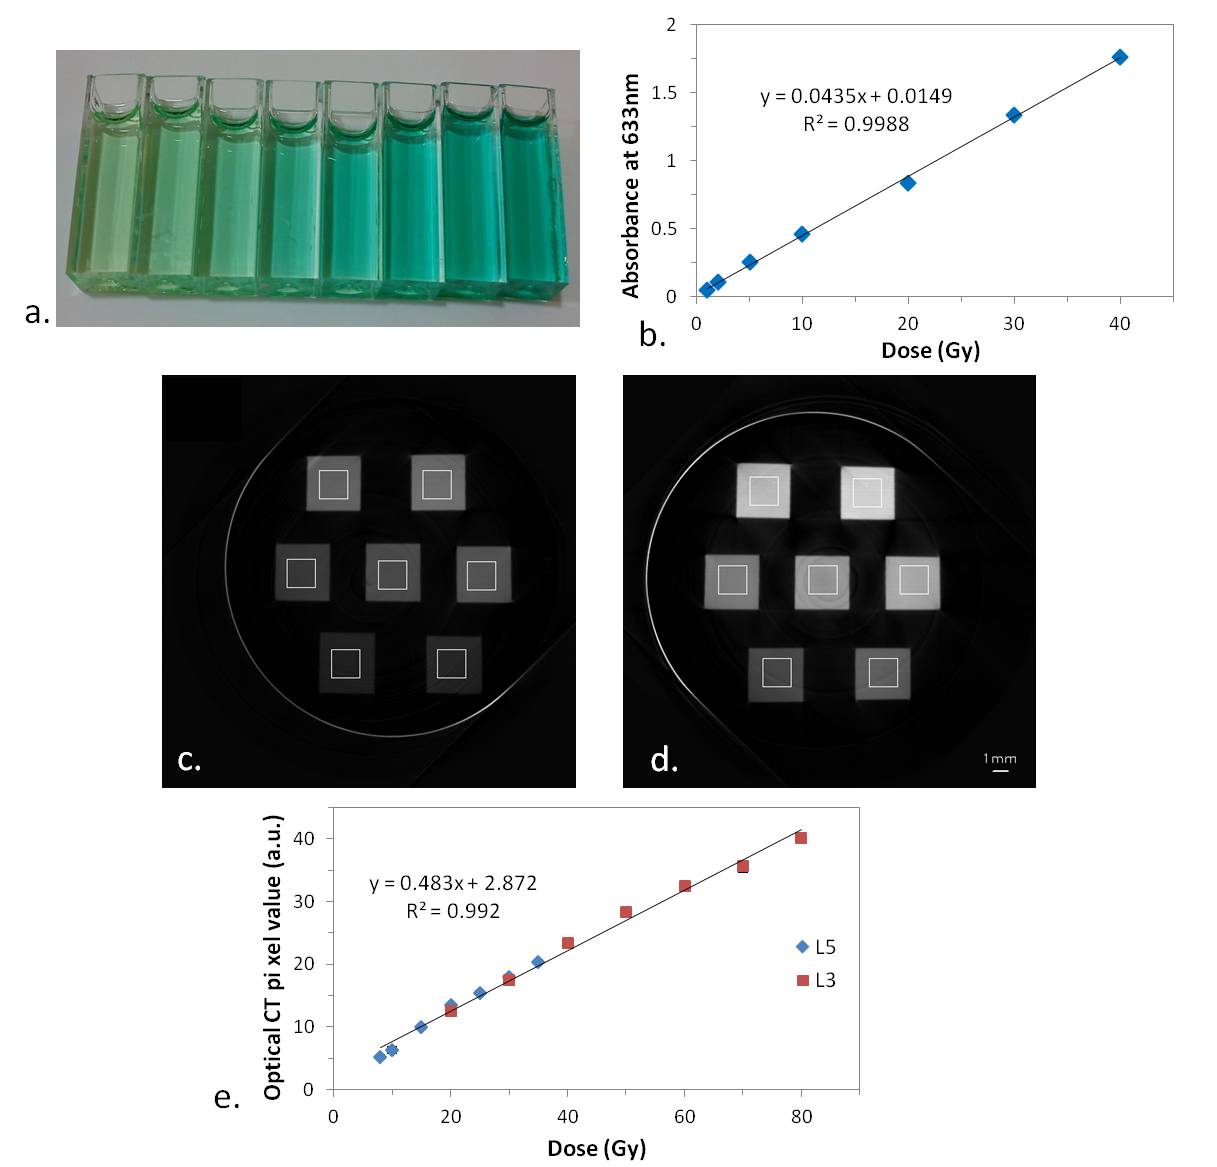 a.
2
1.5
1
0.5
0
Absorbance at 633nm
y = 0.0435x + 0.0149
R² = 0.9988
0 10 20 30 40
Dose (Gy)
b.
c.
d.
1mm
40
30
20
10
0
Optical CT pi xel value (a.u.)
y = 0.483x + 2.872
R² = 0.992
L5
L3
0 20 40 60 80
Dose (Gy)
e.